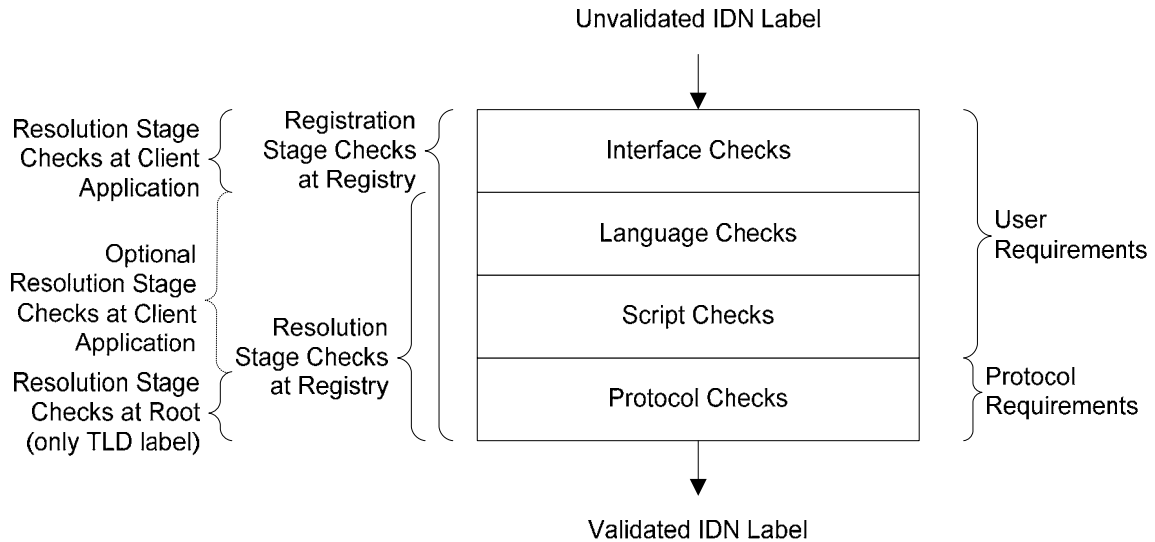 Unvalidated IDN Label
Resolution Stage
Checks at Client
Application
Registration
Stage Checks
at Registry
Interface Checks
Language Checks
Script Checks
Protocol Checks
User
Requirements
Optional
Resolution Stage
Checks at Client
Application
Resolution
Stage Checks
at Registry
Resolution Stage
Checks at Root
(only TLD label)
Protocol
Requirements
Validated IDN Label